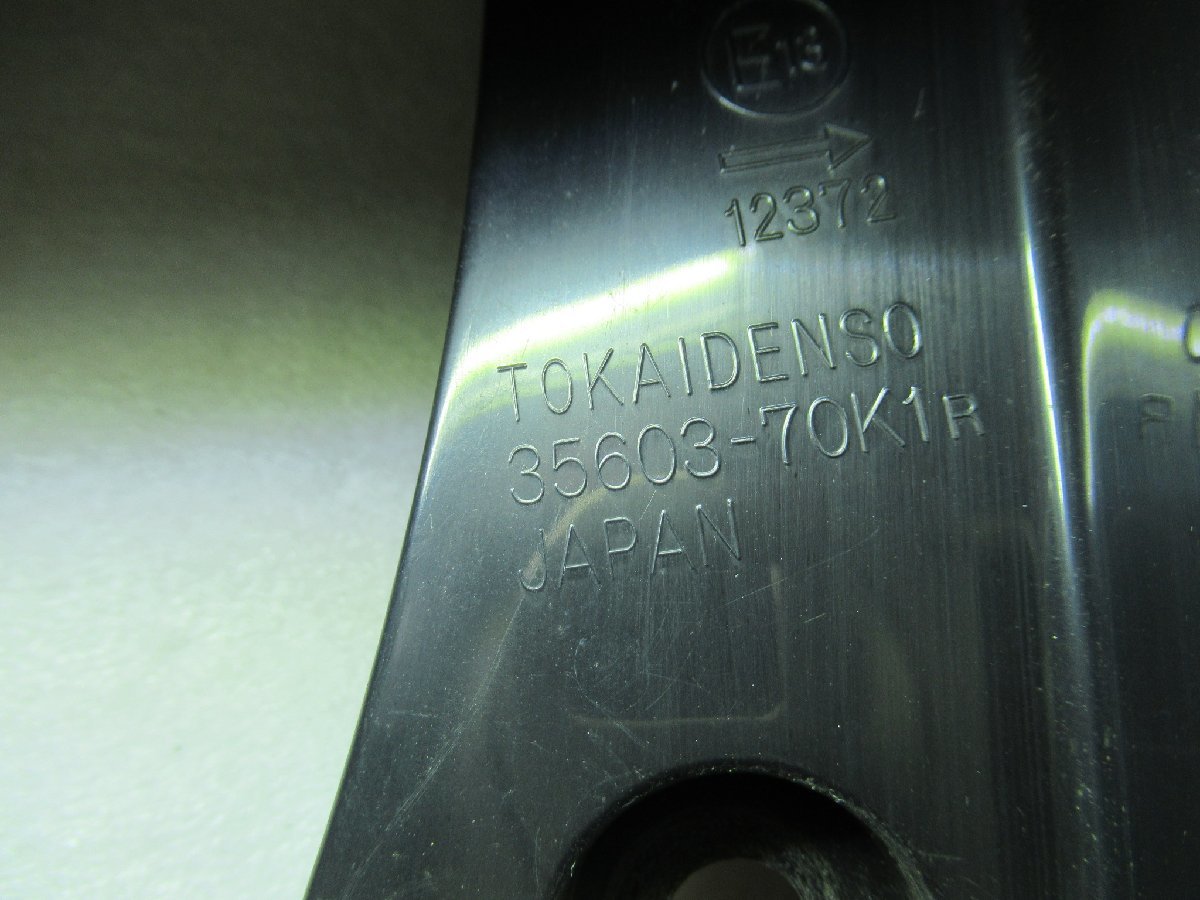 E13
12372
TOKAIDENSO
35603-70K1R
JAPAN